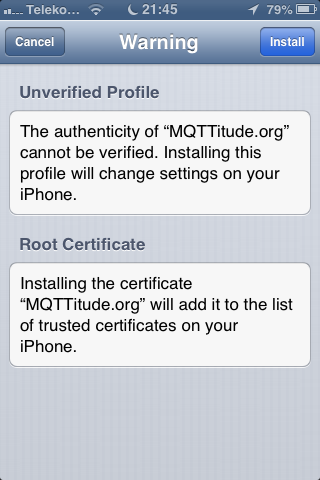 Teleko... 21:45 79%
Cancel Warning Install
Unverified Profile
The authenticity of “MQTTitude.org”
cannot be verified. Installing this
profile will change settings on your
iPhone.
Root Certificate
Installing the certificate
“MQTTitude.org” will add it to the list
of trusted certificates on your
iPhone.